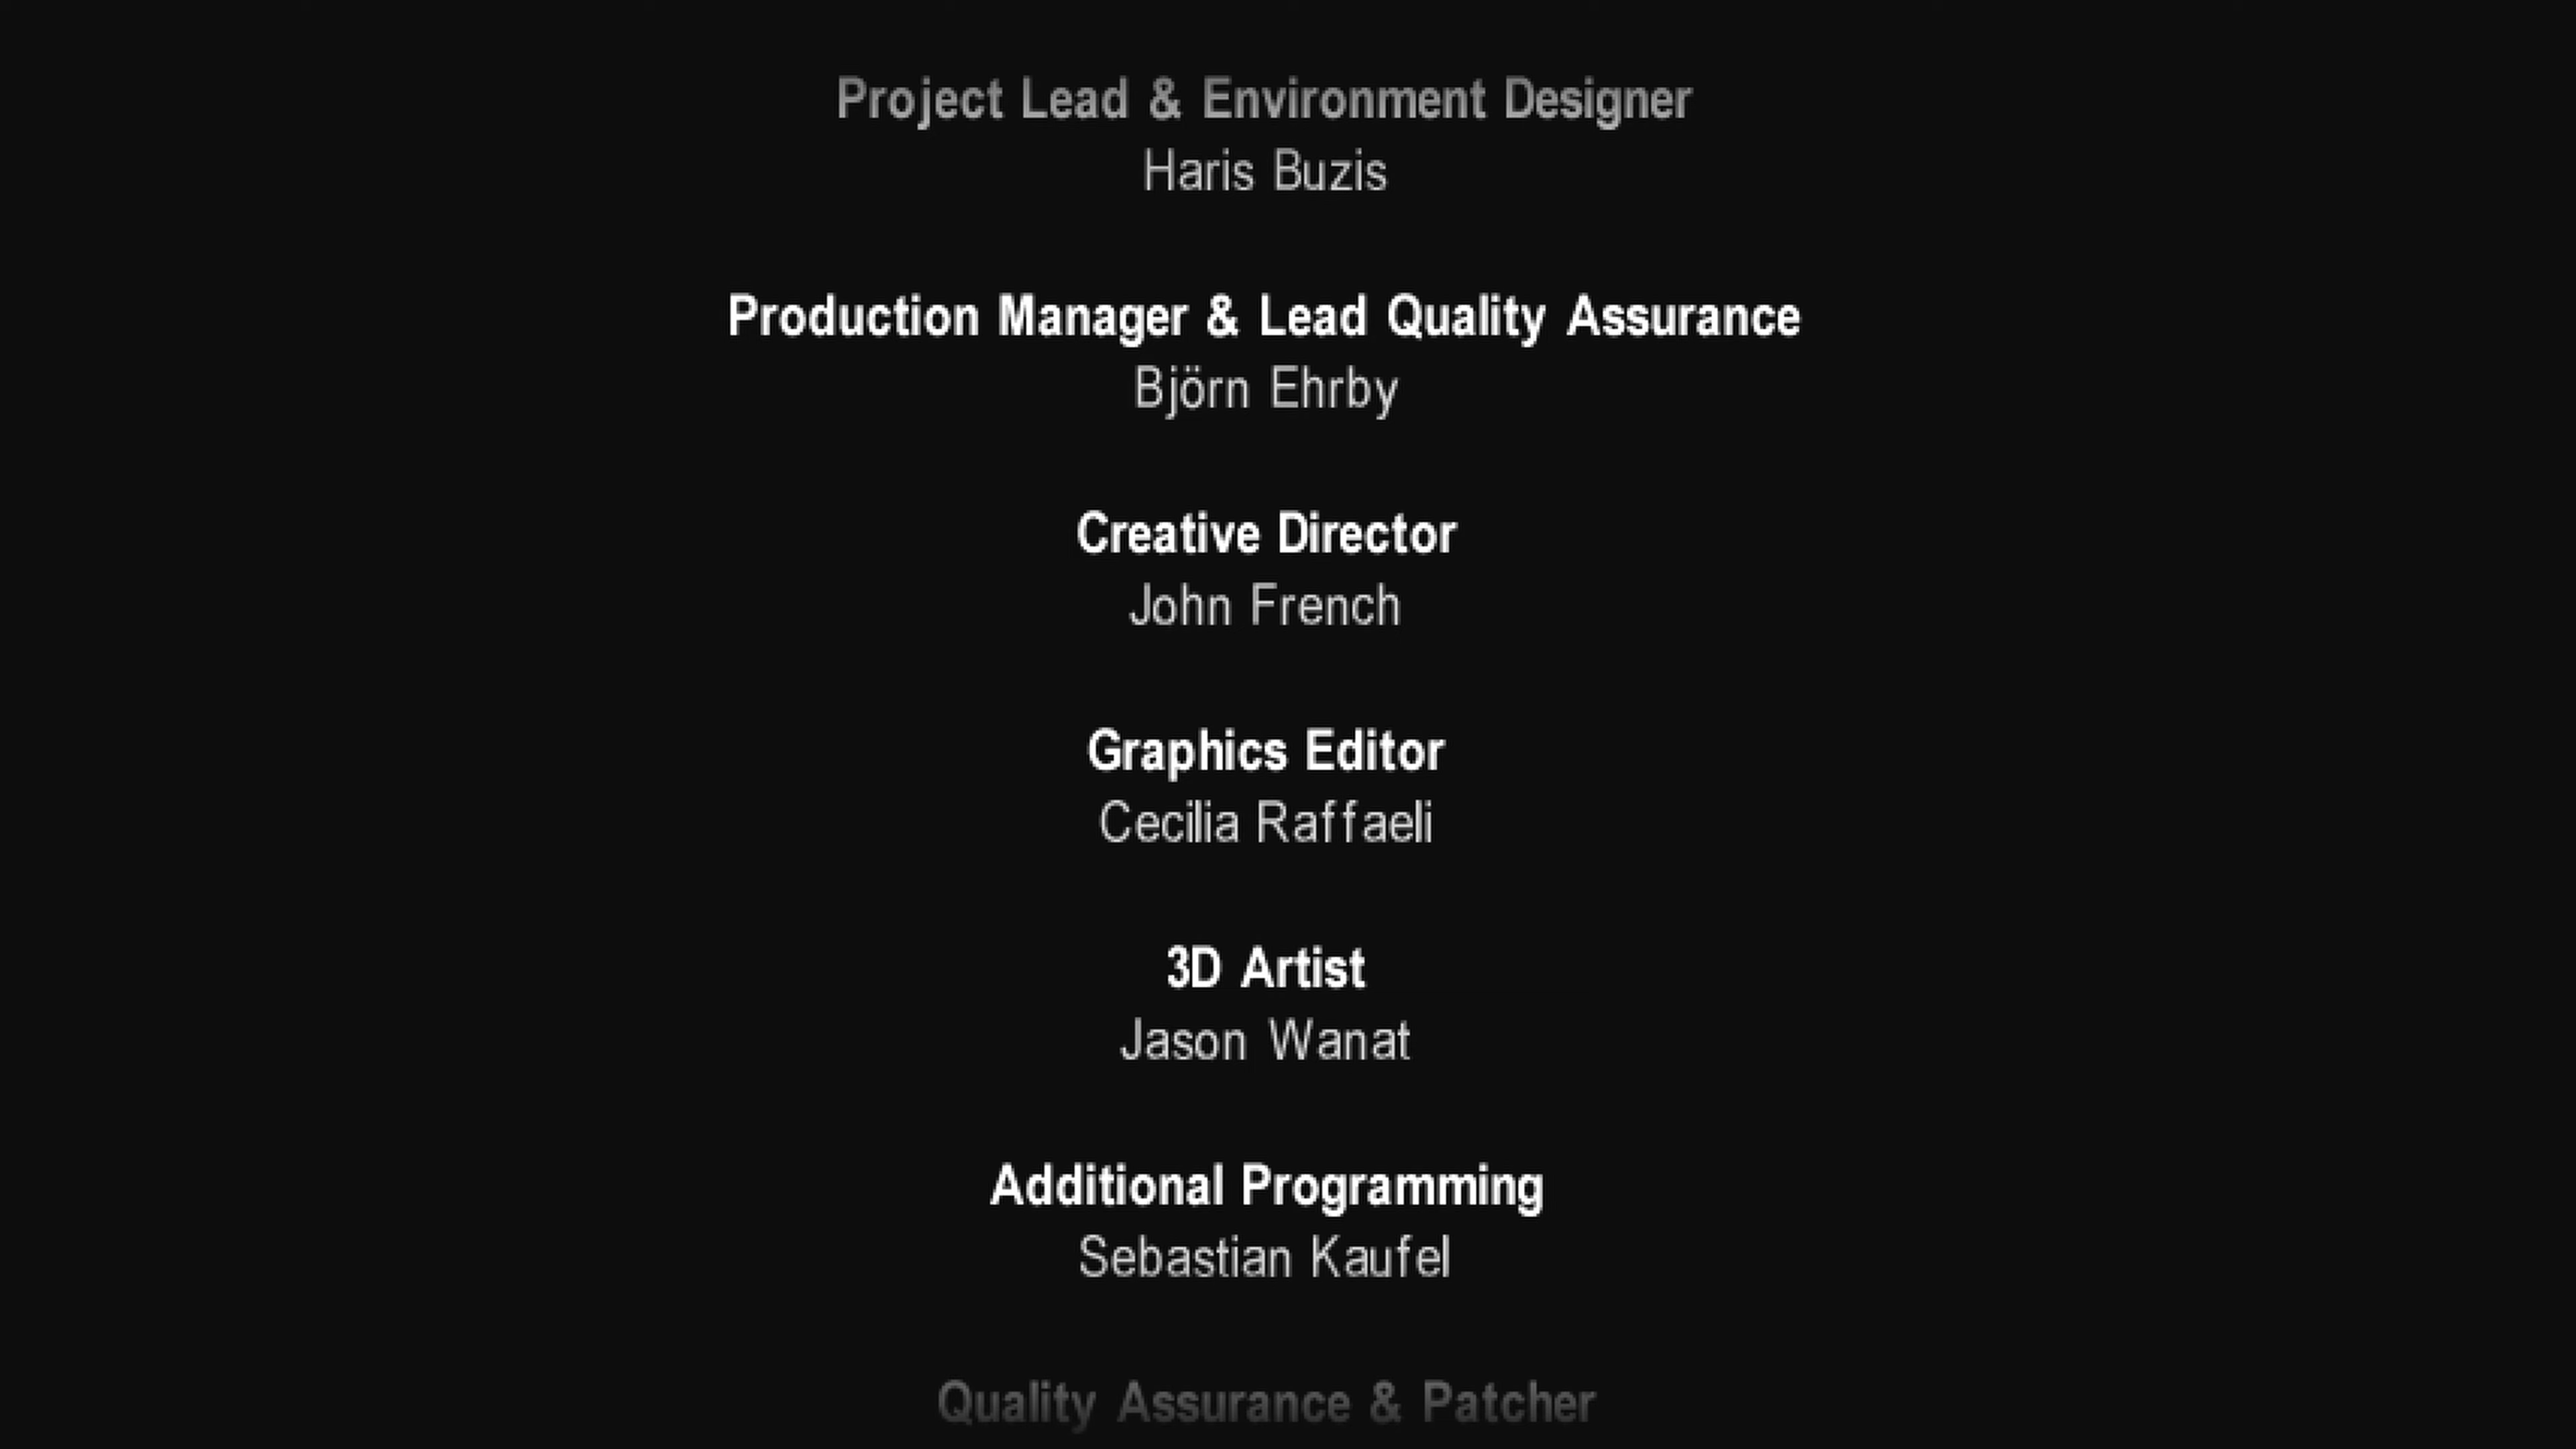 Project Lead & Environment Designer
Haris Buzis
Production Manager & Lead Quality Assurance
Björn Ehrby
Creative Director
John French
Graphics Editor
Cecilia Raffaeli
3D Artist
Jason Wanat
Additional Programming
Sebastian Kaufel
Quality Assurance & Patcher